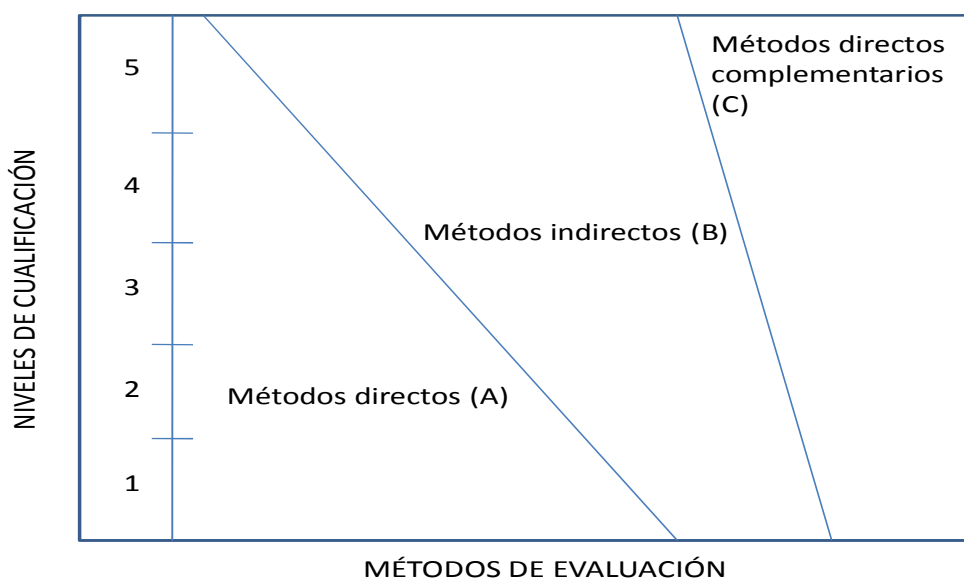 NIVELES DE CUALIFICACIÓN
5
4
3
2
1
Métodos directos
complementarios
(C)
Métodos indirectos (B)
Métodos directos (A)
MÉTODOS DE EVALUACIÓN